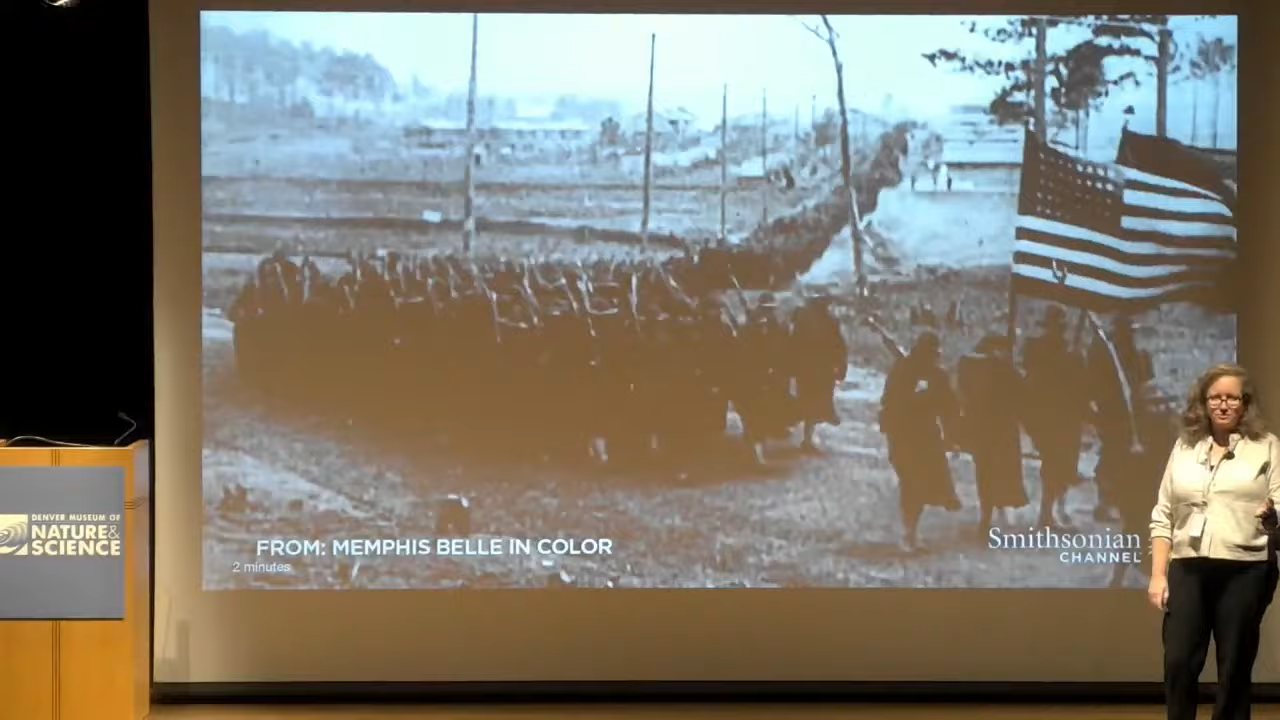 FROM: MEMPHIS BELLE IN COLOR
2 minutes
Smithsonian
CHANNEL
DENVER MUSEUM OF
NATURE&
SCIENCE